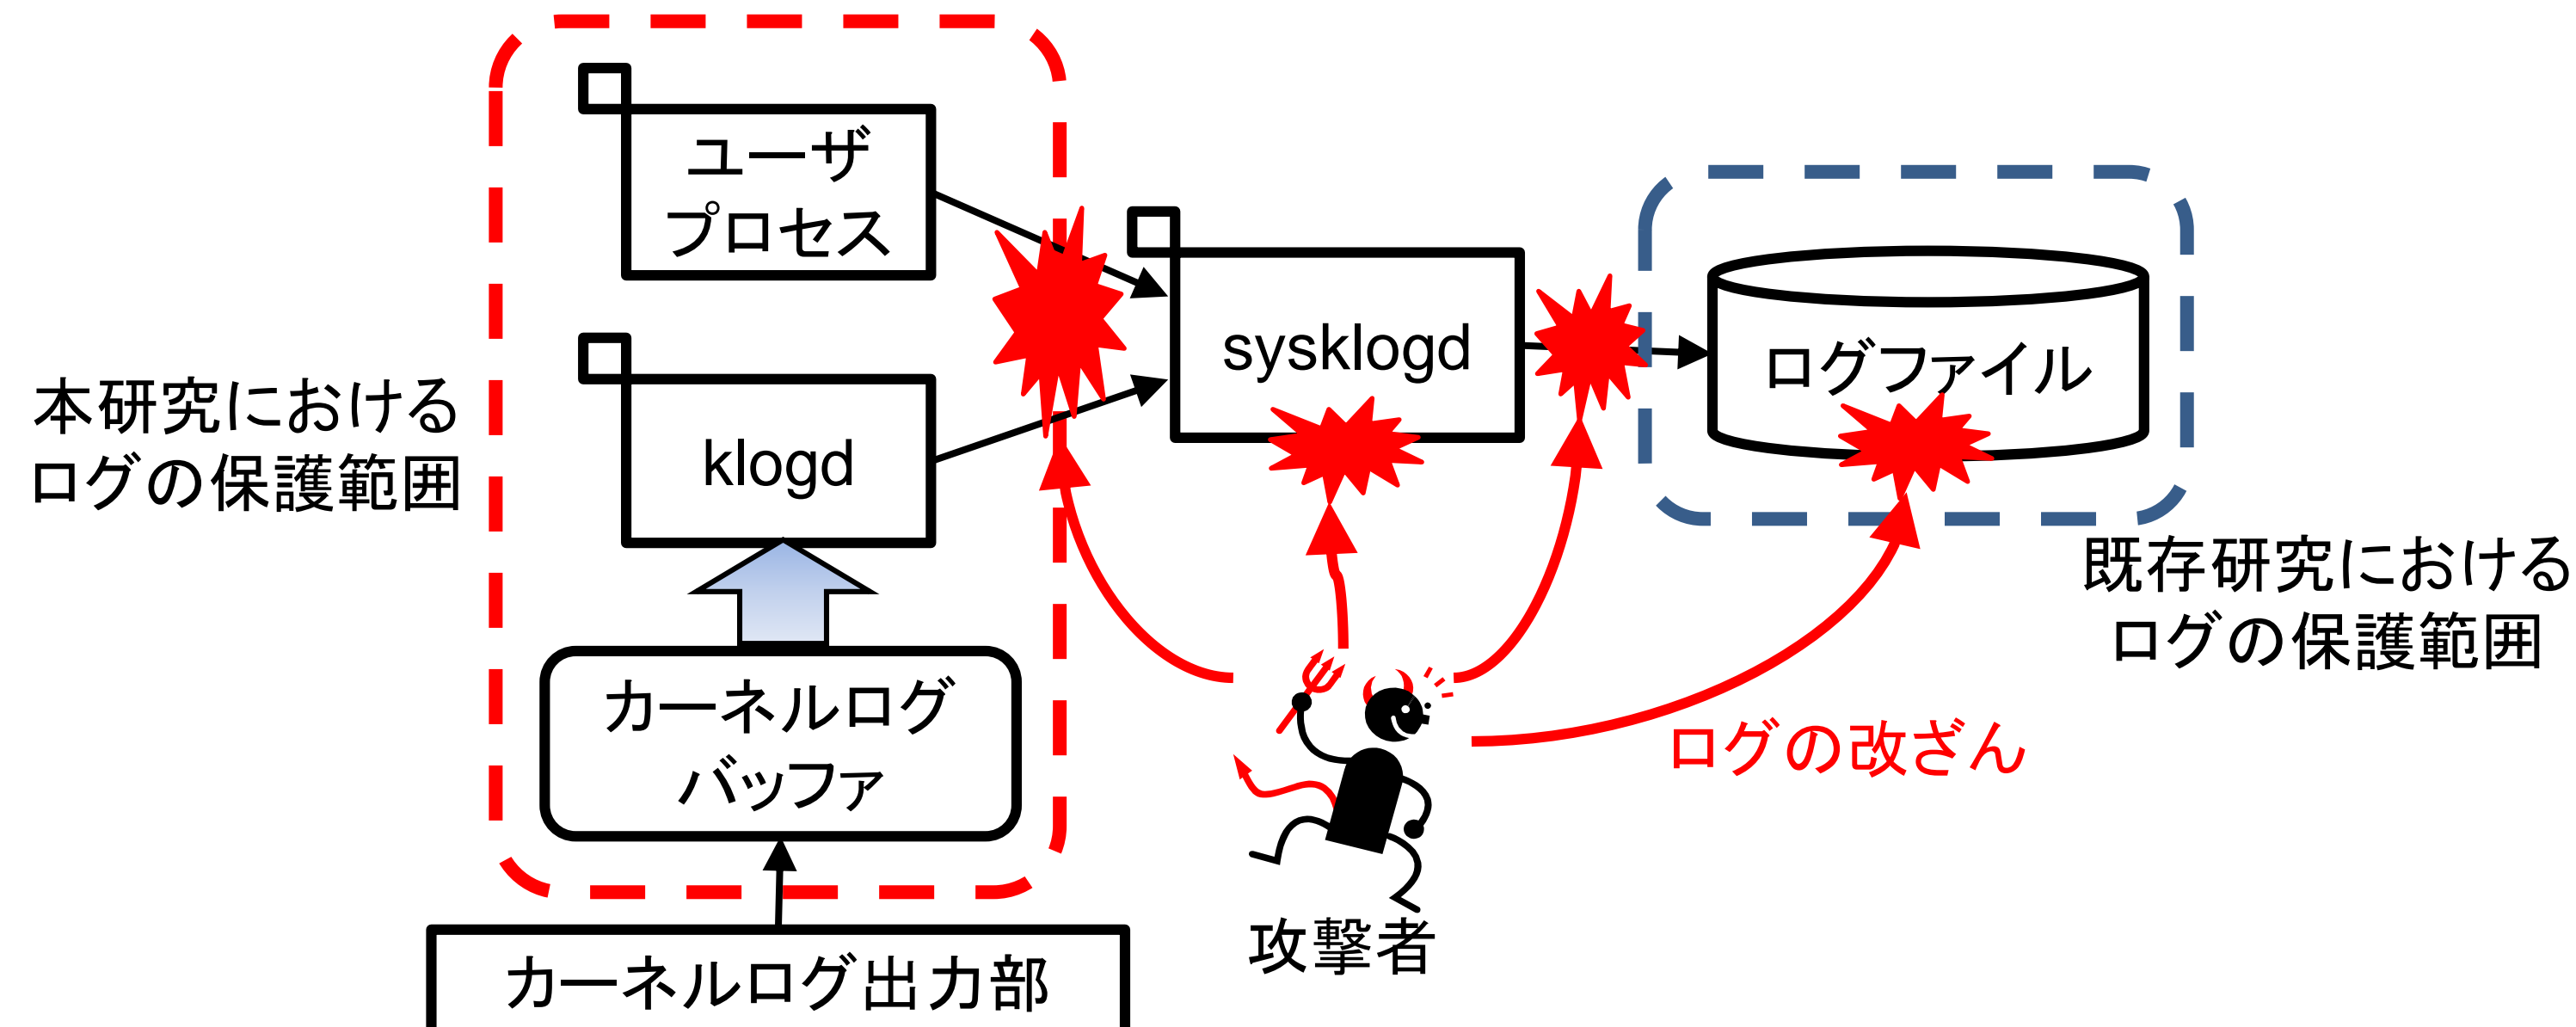 ユーザ
プロセス
sysklogd
ログファイル
本研究における
ログの保護範囲
klogd
既存研究における
ログの保護範囲
カーネルログ
バッファ
ログの改ざん
攻撃者
カーネルログ出力部